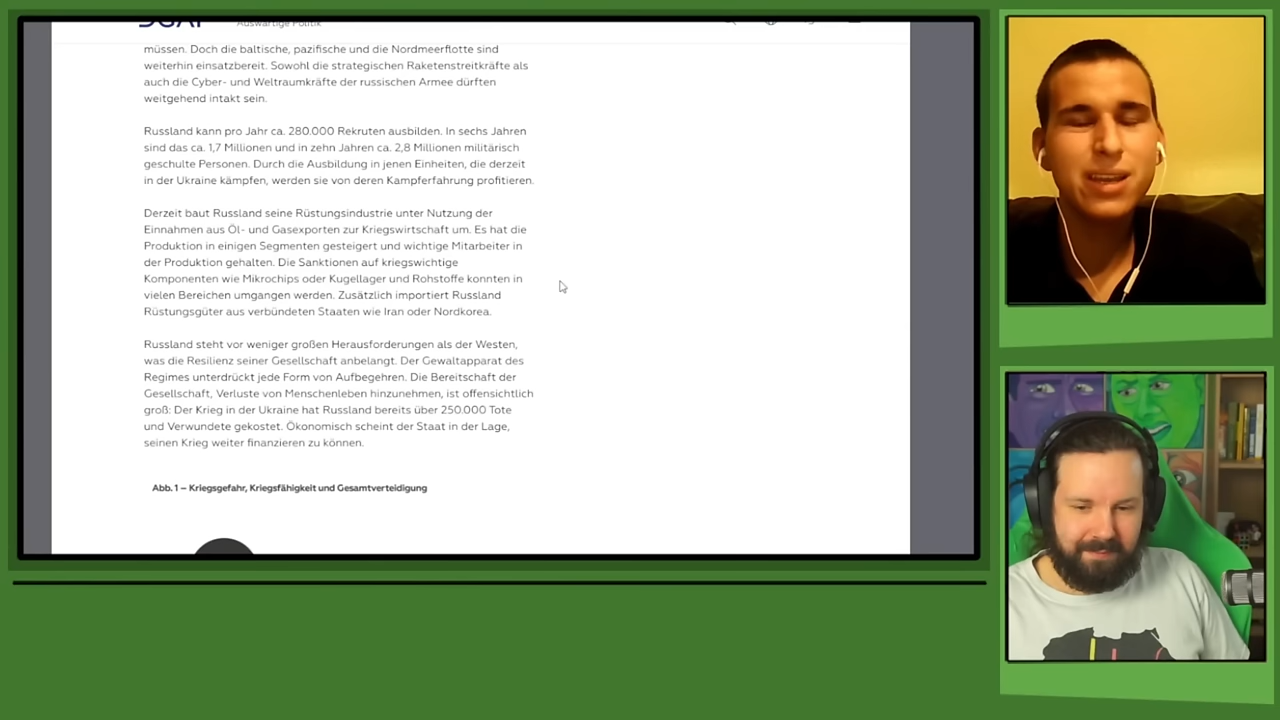 Auswärtige Politik
müssen. Doch die baltische, pazifische und die Nordmeerflotte sind
weiterhin einsatzbereit. Sowohl die strategischen Raketenstreitkräfte als
auch die Cyber- und Weltraumkräfte der russischen Armee dürften
weitgehend intakt sein.
Russland kann pro Jahr ca. 280.000 Rekruten ausbilden. In sechs Jahren
sind das ca. 1,7 Millionen und in zehn Jahren ca. 2,8 Millionen militärisch
geschulte Personen. Durch die Ausbildung in jenen Einheiten, die derzeit
in der Ukraine kämpfen, werden sie von deren Kampferfahrung profitieren.
Derzeit baut Russland seine Rüstungsindustrie unter Nutzung der
Einnahmen aus Öl- und Gasexporten zur Kriegswirtschaft um. Es hat die
Produktion in einigen Segmenten gesteigert und wichtige Mitarbeiter in
der Produktion gehalten. Die Sanktionen auf kriegswichtige
Komponenten wie Mikrochips oder Kugellager und Rohstoffe konnten in
vielen Bereichen umgangen werden. Zusätzlich importiert Russland
Rüstungsgüter aus verbündeten Staaten wie Iran oder Nordkorea.
Russland steht vor weniger großen Herausforderungen als der Westen,
was die Resilienz seiner Gesellschaft anbelangt. Der Gewaltapparat des
Regimes unterdrückt jede Form von Aufbegehren. Die Bereitschaft der
Gesellschaft, Verluste von Menschenleben hinzunehmen, ist offensichtlich
groß: Der Krieg in der Ukraine hat Russland bereits über 250.000 Tote
und Verwundete gekostet. Ökonomisch scheint der Staat in der Lage,
seinen Krieg weiter finanzieren zu können.
Abb. 1 – Kriegsgefahr, Kriegsfähigkeit und Gesamtverteidigung